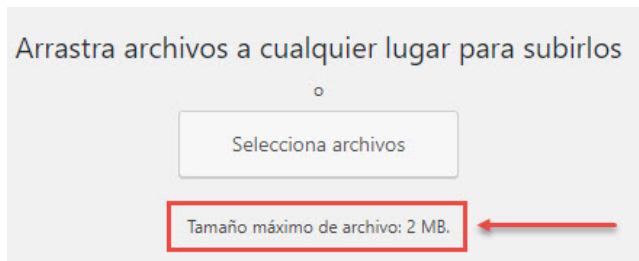 Arrastra archivos a cualquier lugar para subirlos
o
Selecciona archivos
Tamaño máximo de archivo: 2 MB.